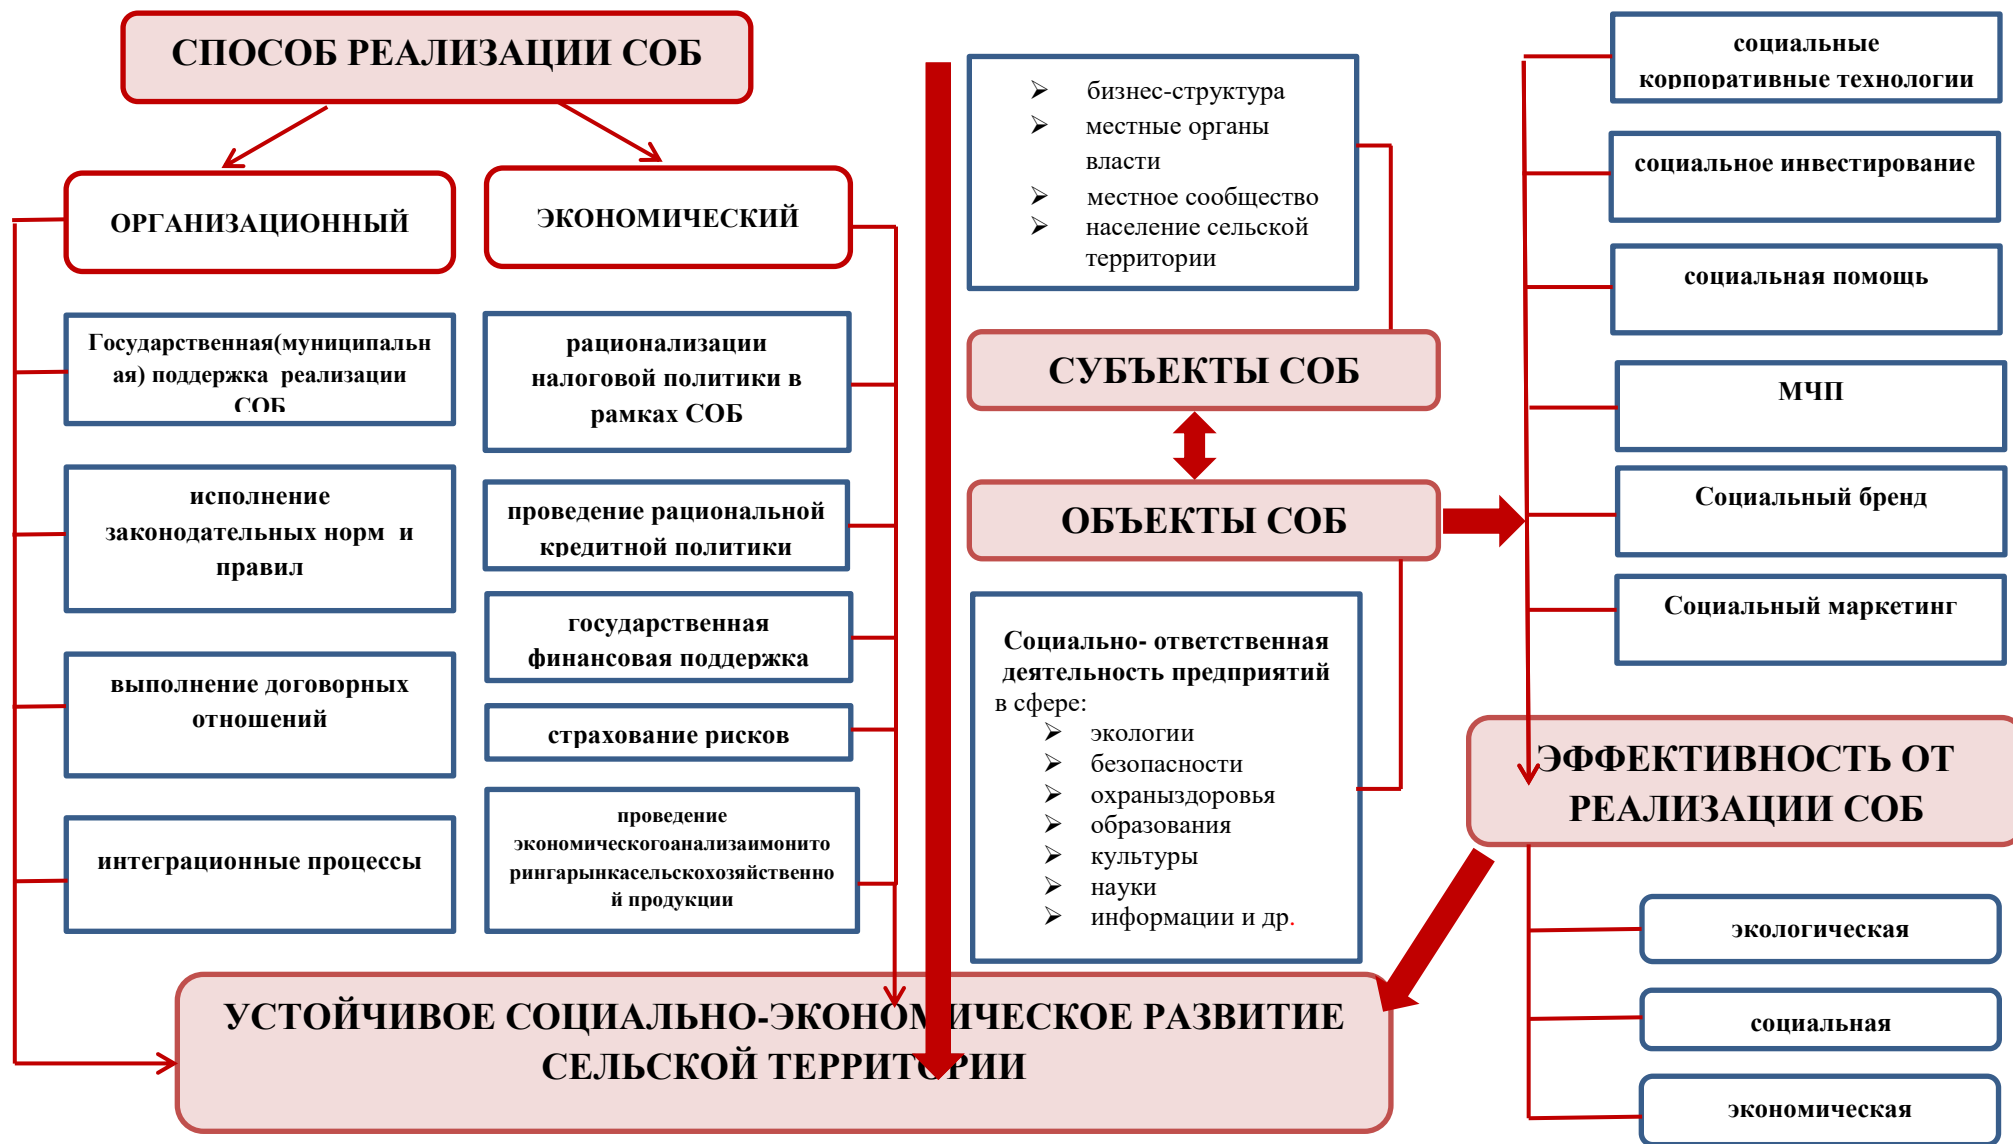 СПОСОБ РЕАЛИЗАЦИИ СОБ
ОРГАНИЗАЦИОННЫЙ
ЭКОНОМИЧЕСКИЙ
Государственная(муниципальн
ая) поддержка реализации
СОБ
исполнение
законодательных норм и
правил
выполнение договорных
отношений
интеграционные процессы
рационализации
налоговой политики в
рамках СОБ
проведение рациональной
кредитной политики
государственная
финансовая поддержка
страхование рисков
проведение
экономическогоанализаимонито
рингарынкасельскохозяйственно
й продукции
➢ бизнес-структура
➢ местные органы
власти
➢ местное сообщество
➢ население сельской
территории
СУБЪЕКТЫ СОБ
ОБЪЕКТЫ СОБ
Социально- ответственная
деятельность предприятий
в сфере:
➢ экологии
➢ безопасности
➢ охраныздоровья
➢ образования
➢ культуры
➢ науки
➢ информации и др.
социальные
корпоративные технологии
социальное инвестирование
социальная помощь
МЧП
Социальный бренд
Социальный маркетинг
ЭФФЕКТИВНОСТЬ ОТ
РЕАЛИЗАЦИИ СОБ
экологическая
социальная
экономическая
УСТОЙЧИВОЕ СОЦИАЛЬНО-ЭКОНОМИЧЕСКОЕ РАЗВИТИЕ
СЕЛЬСКОЙ ТЕРРИТОРИИ